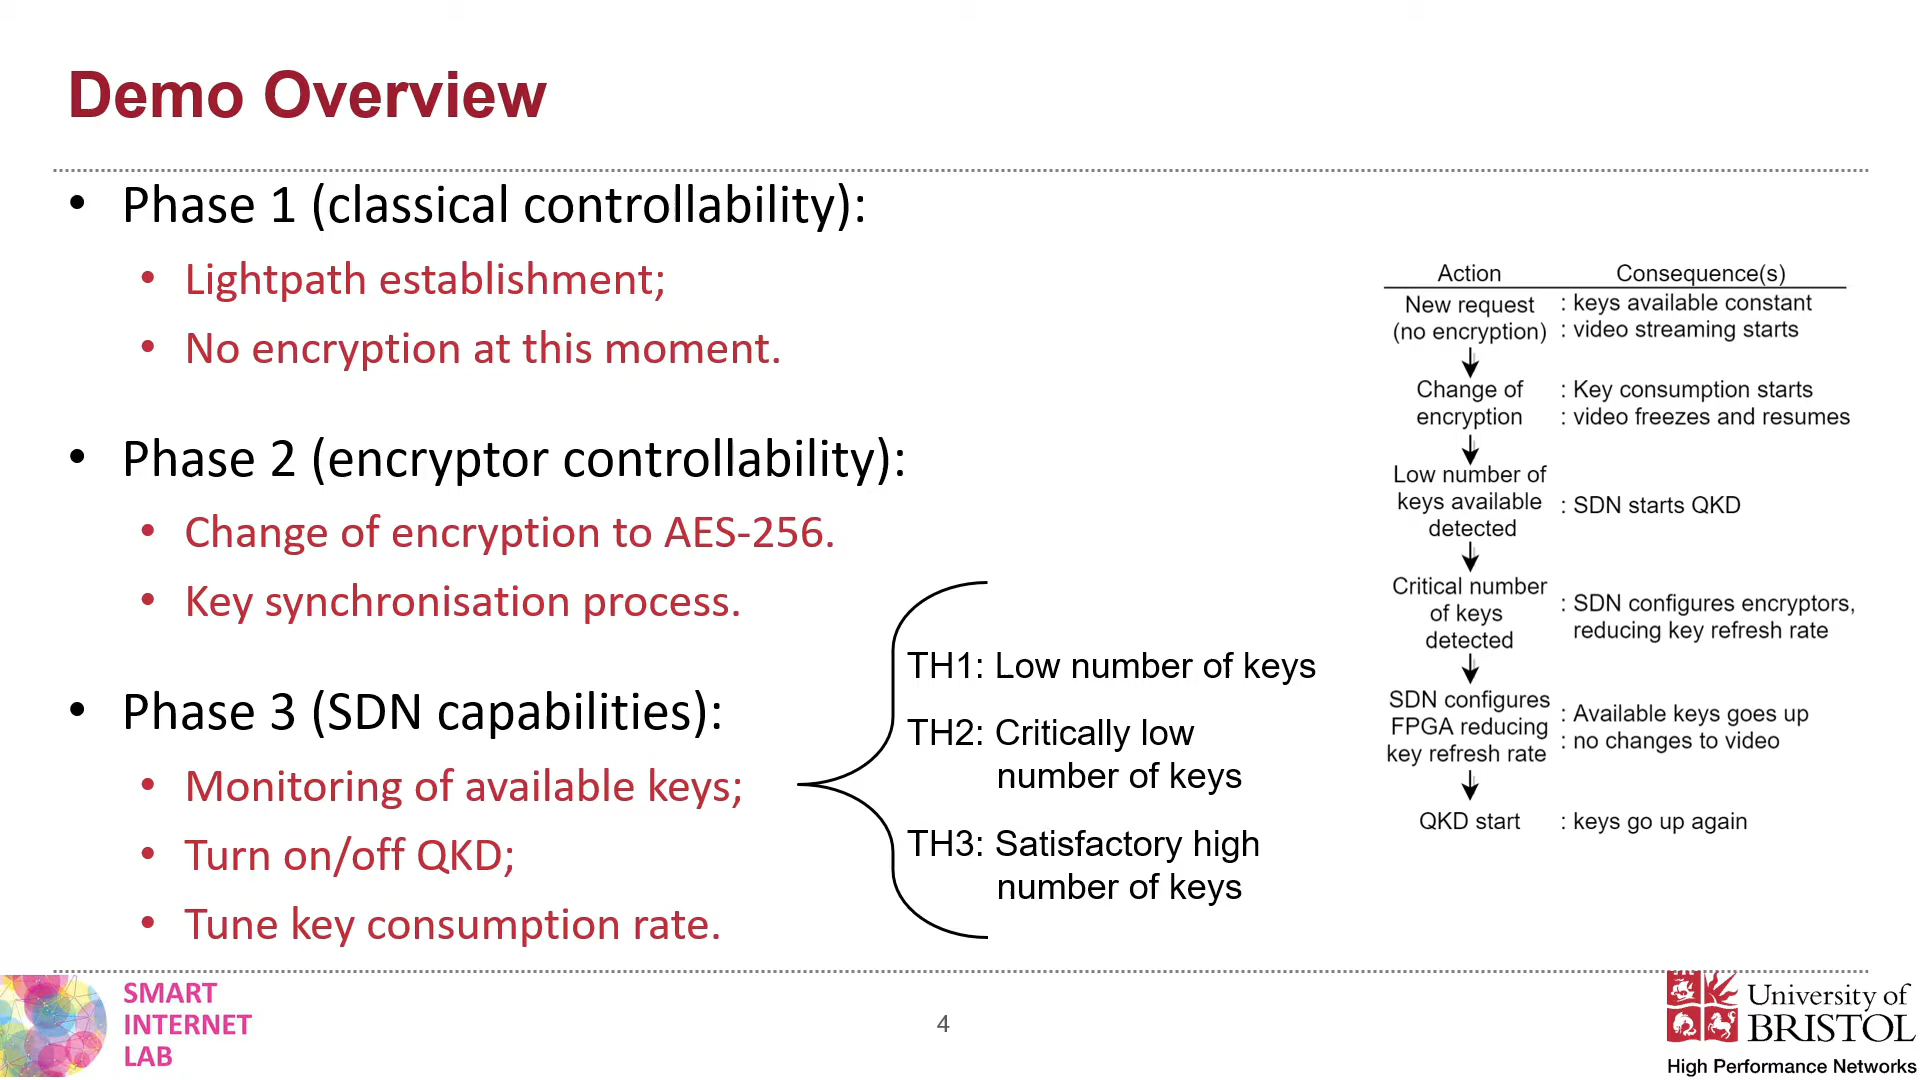 Demo Overview
• Phase 1 (classical controllability):
• Lightpath establishment;
• No encryption at this moment.
• Phase 2 (encryptor controllability):
• Change of encryption to AES-256.
• Key synchronisation process.
• Phase 3 (SDN capabilities):
• Monitoring of available keys;
• Turn on/off QKD;
• Tune key consumption rate.
TH1: Low number of keys
TH2: Critically low
number of keys
TH3: Satisfactory high
number of keys
Action Consequence(s)
New request : keys available constant
(no encryption) : video streaming starts
Change of : Key consumption starts
encryption : video freezes and resumes
Low number of
keys available : SDN starts QKD
detected
Critical number
of keys : SDN configures encryptors,
detected reducing key refresh rate
SDN configures
FPGA reducing : Available keys goes up
key refresh rate : no changes to video
QKD start : keys go up again
SMART
INTERNET
LAB
4
University of
BRISTOL
High Performance Networks